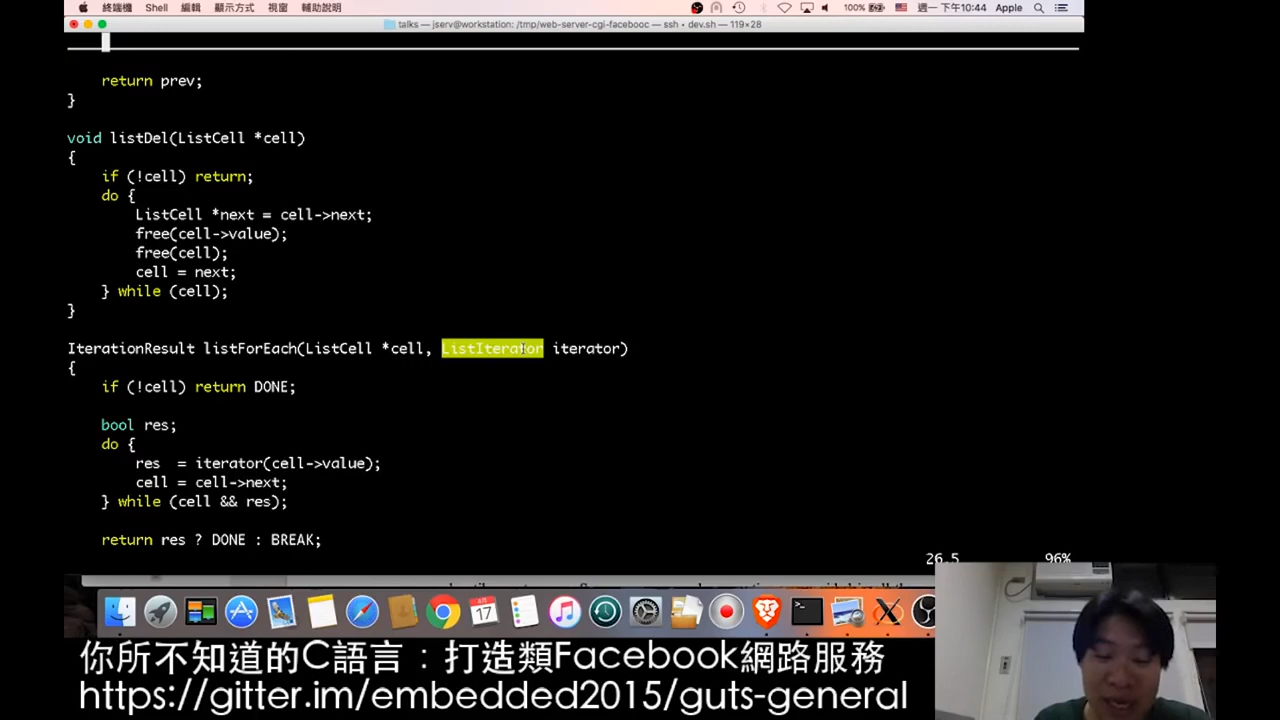 終端機 Shell 編輯 顯示方式 視窗 輔助說明 100% 週一 下午10:44 Apple
talks — jserv@workstation: /tmp/web-server-cgi-facebooc — ssh • dev.sh — 119×28
return prev;
}
void listDel(ListCell *cell)
{
if (!cell) return;
do {
ListCell *next = cell->next;
free(cell->value);
free(cell);
cell = next;
} while (cell);
}
IterationResult listForEach(ListCell *cell, ListIterator iterator)
{
if (!cell) return DONE;
bool res;
do {
res = iterator(cell->value);
cell = cell->next;
} while (cell && res);
return res ? DONE : BREAK;
26,5 96%
17
你所不知道的C語言：打造類Facebook網路服務
https://gitter.im/embedded2015/guts-general